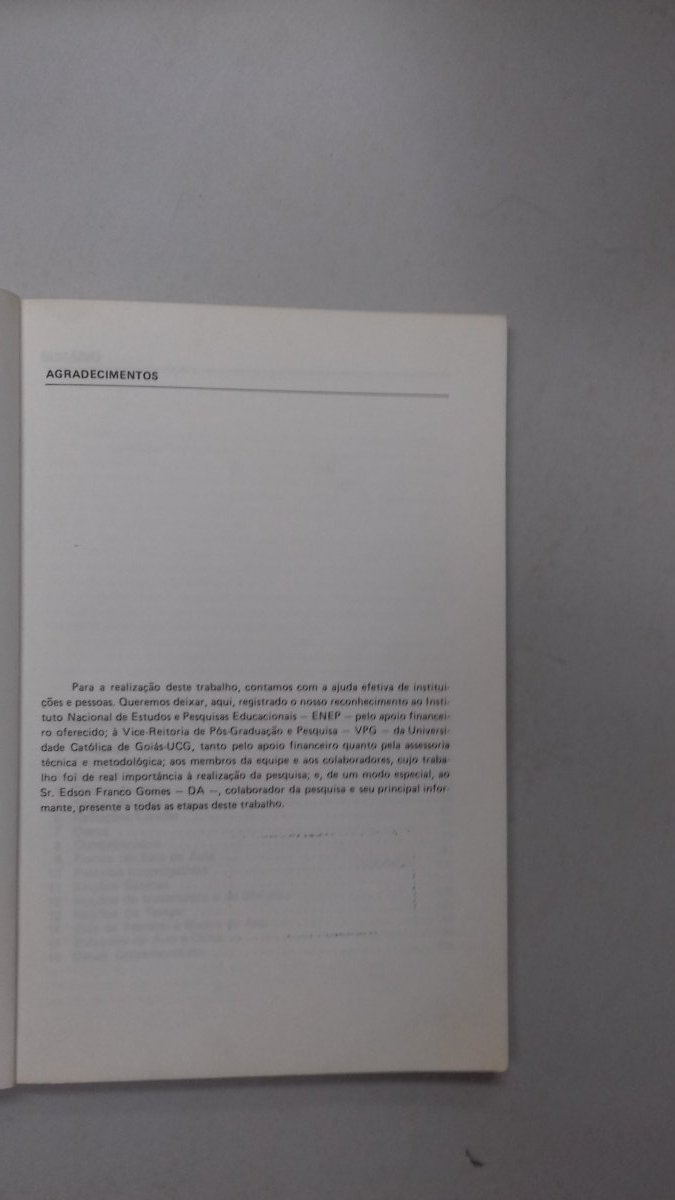 AGRADECIMENTOS
Para a realização deste trabalho, contamos com a ajuda efetiva de institui-
ções e pessoas. Queremos deixar, aqui, registrado o nosso reconhecimento ao Insti-
tuto Nacional de Estudos e Pesquisas Educacionais — ENEP — pelo apoio financei-
ro oferecido; à Vice-Reitoria de Pós-Graduação e Pesquisa — VPG — da Universi-
dade Católica de Goiás-UCG, tanto pelo apoio financeiro quanto pela assessoria
técnica e metodológica; aos membros da equipe e aos colaboradores, cujo traba-
lho foi de real importância à realização da pesquisa; e, de um modo especial, ao
Sr. Edson Franco Gomes — DA —, colaborador da pesquisa e seu principal infor-
mante, presente a todas as etapas deste trabalho.